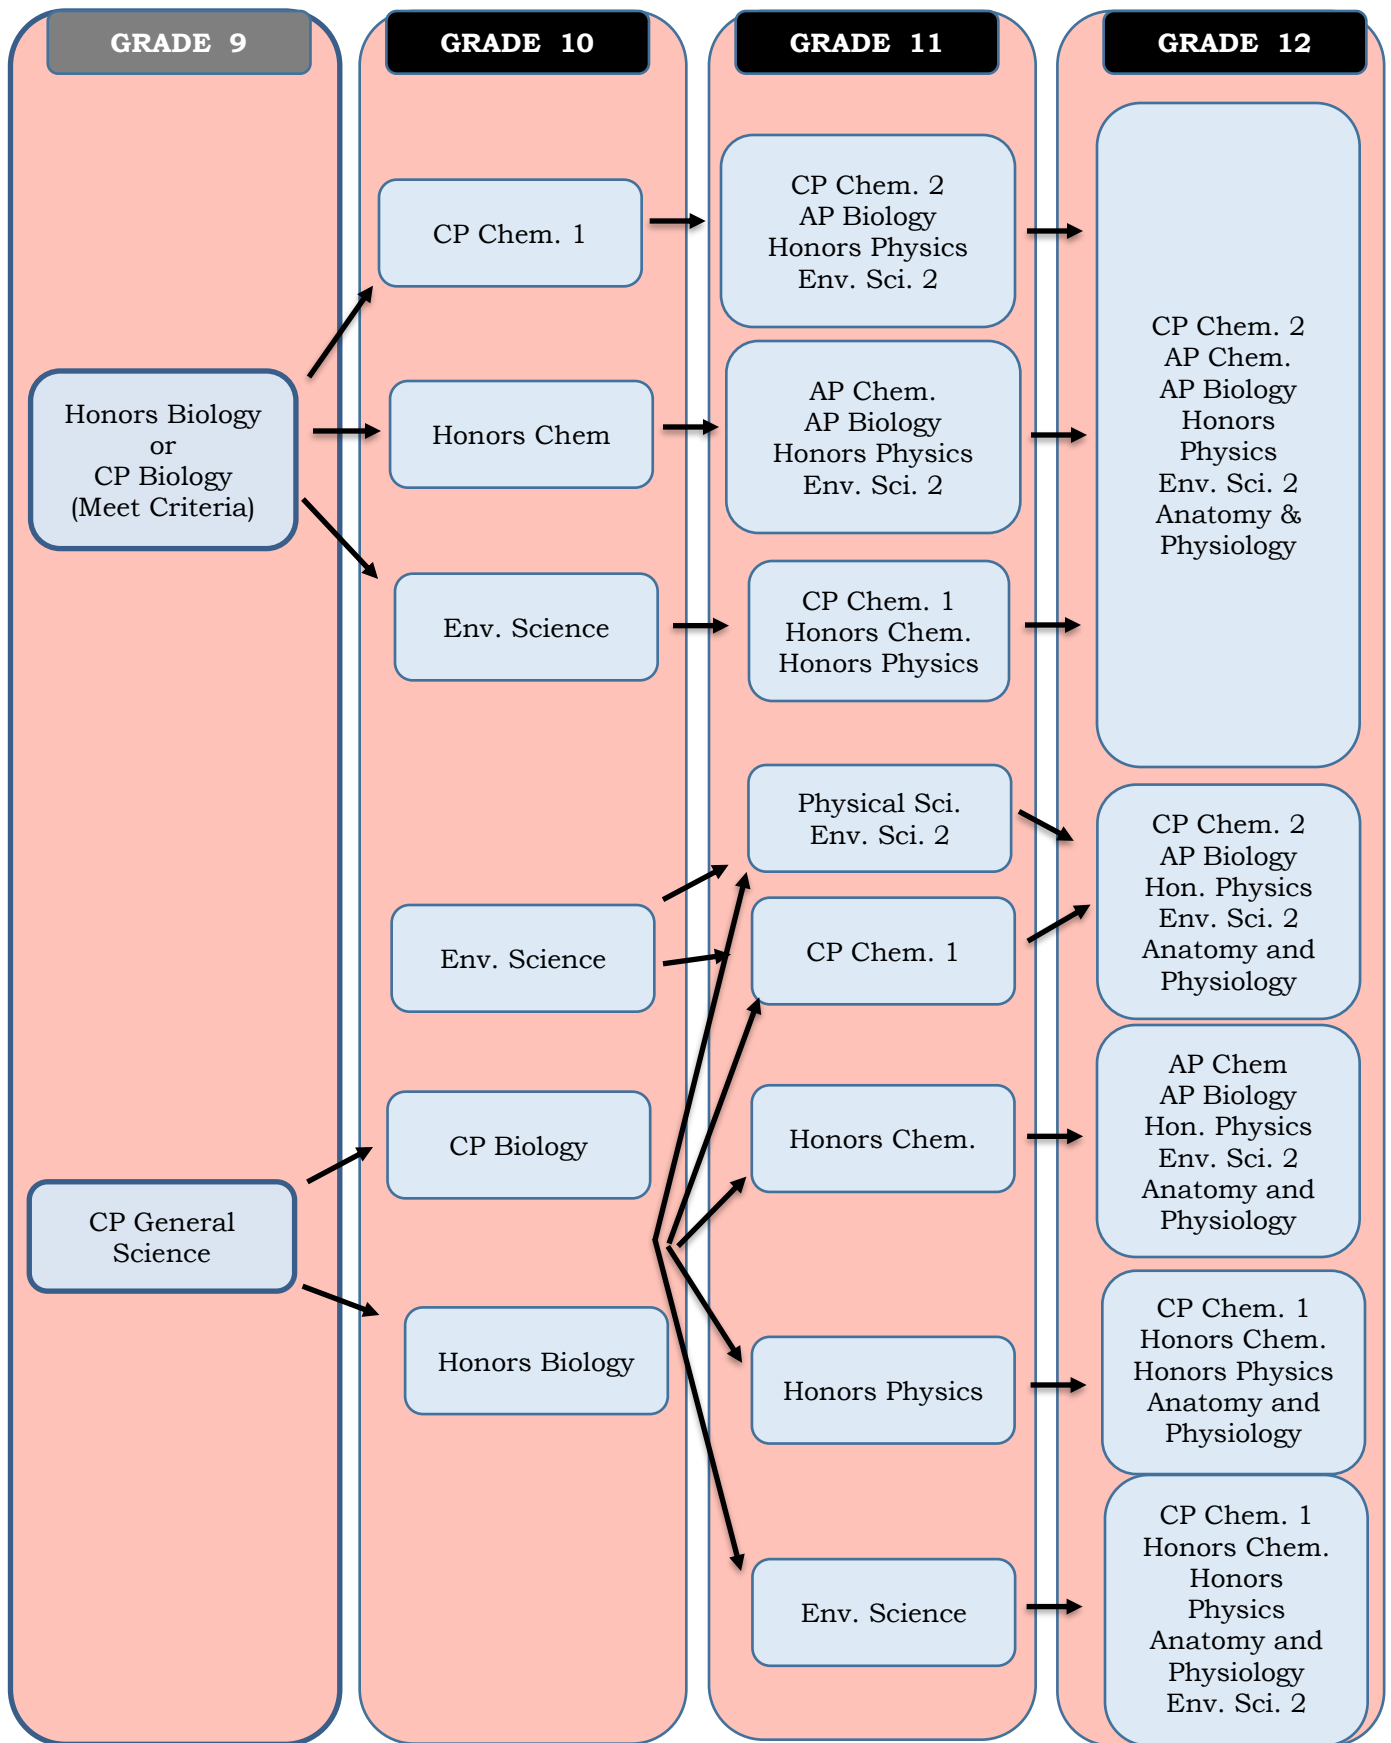 GRADE 9
GRADE 10
GRADE 11
GRADE 12
Honors Biology
or
CP Biology
(Meet Criteria)
CP General
Science
CP Chem. 1
Honors Chem
Env. Science
Env. Science
CP Biology
Honors Biology
CP Chem. 2
AP Biology
Honors Physics
Env. Sci. 2
AP Chem.
AP Biology
Honors Physics
Env. Sci. 2
CP Chem. 1
Honors Chem.
Honors Physics
Physical Sci.
Env. Sci. 2
CP Chem. 1
Honors Chem.
Honors Physics
Env. Science
CP Chem. 2
AP Chem.
AP Biology
Honors
Physics
Env. Sci. 2
Anatomy &
Physiology
CP Chem. 2
AP Biology
Hon. Physics
Env. Sci. 2
Anatomy and
Physiology
AP Chem
AP Biology
Hon. Physics
Env. Sci. 2
Anatomy and
Physiology
CP Chem. 1
Honors Chem.
Honors Physics
Anatomy and
Physiology
CP Chem. 1
Honors Chem.
Honors
Physics
Anatomy and
Physiology
Env. Sci. 2